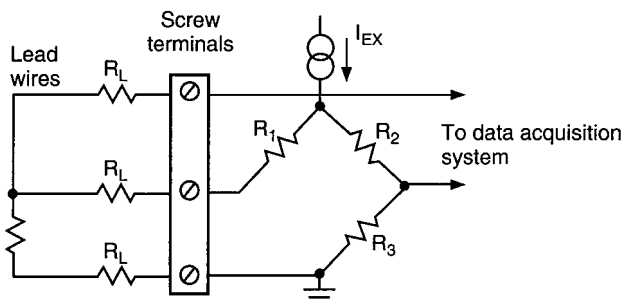 Screw
terminals
I_EX
Lead
wires
R_L
R_1
R_2
To data acquisition
system
R_L
R_L
R_3